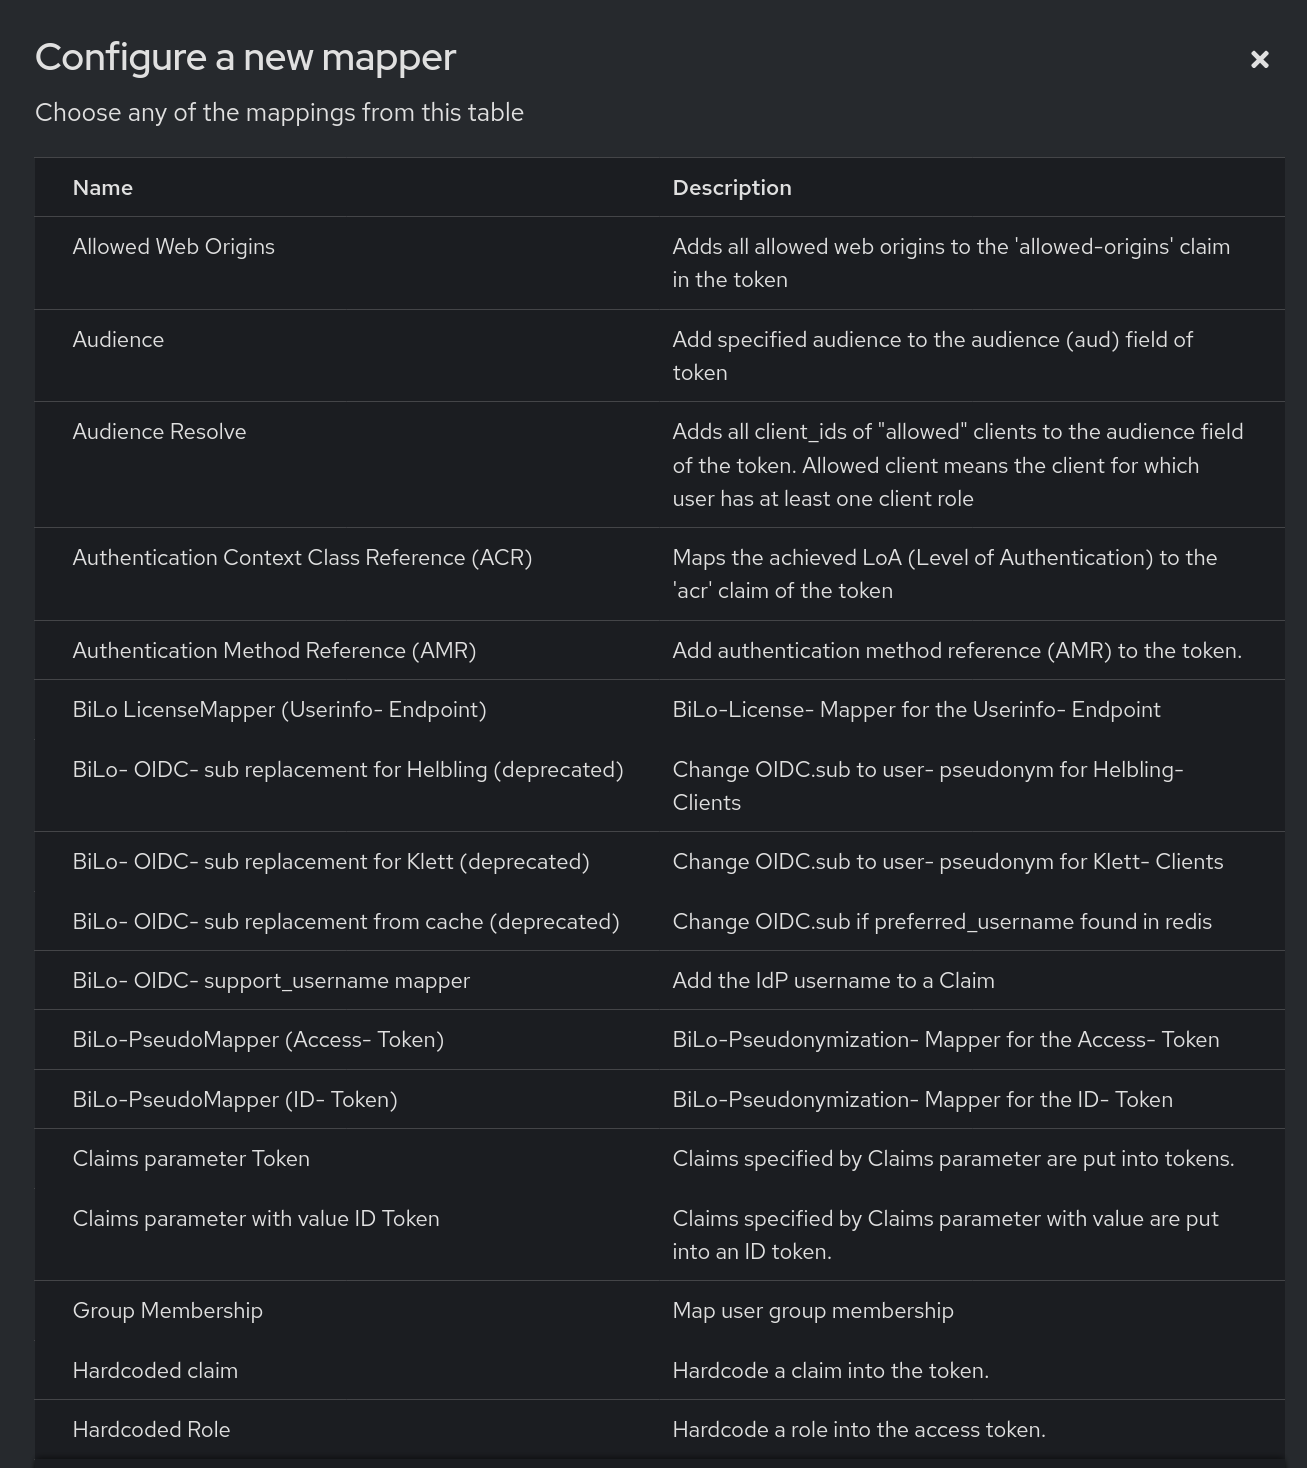 Configure a new mapper
Choose any of the mappings from this table
Name Description
Allowed Web Origins Adds all allowed web origins to the 'allowed-origins' claim
in the token
Audience Add specified audience to the audience (aud) field of
token
Audience Resolve Adds all client_ids of "allowed" clients to the audience field
of the token. Allowed client means the client for which
user has at least one client role
Authentication Context Class Reference (ACR) Maps the achieved LoA (Level of Authentication) to the
'acr' claim of the token
Authentication Method Reference (AMR) Add authentication method reference (AMR) to the token.
BiLo LicenseMapper (Userinfo- Endpoint) BiLo-License- Mapper for the Userinfo- Endpoint
BiLo- OIDC- sub replacement for Helbling (deprecated) Change OIDC.sub to user- pseudonym for Helbling-
Clients
BiLo- OIDC- sub replacement for Klett (deprecated) Change OIDC.sub to user- pseudonym for Klett- Clients
BiLo- OIDC- sub replacement from cache (deprecated) Change OIDC.sub if preferred_username found in redis
BiLo- OIDC- support_username mapper Add the IdP username to a Claim
BiLo-PseudoMapper (Access- Token) BiLo-Pseudonymization- Mapper for the Access- Token
BiLo-PseudoMapper (ID- Token) BiLo-Pseudonymization- Mapper for the ID- Token
Claims parameter Token Claims specified by Claims parameter are put into tokens.
Claims parameter with value ID Token Claims specified by Claims parameter with value are put
into an ID token.
Group Membership Map user group membership
Hardcoded claim Hardcode a claim into the token.
Hardcoded Role Hardcode a role into the access token.